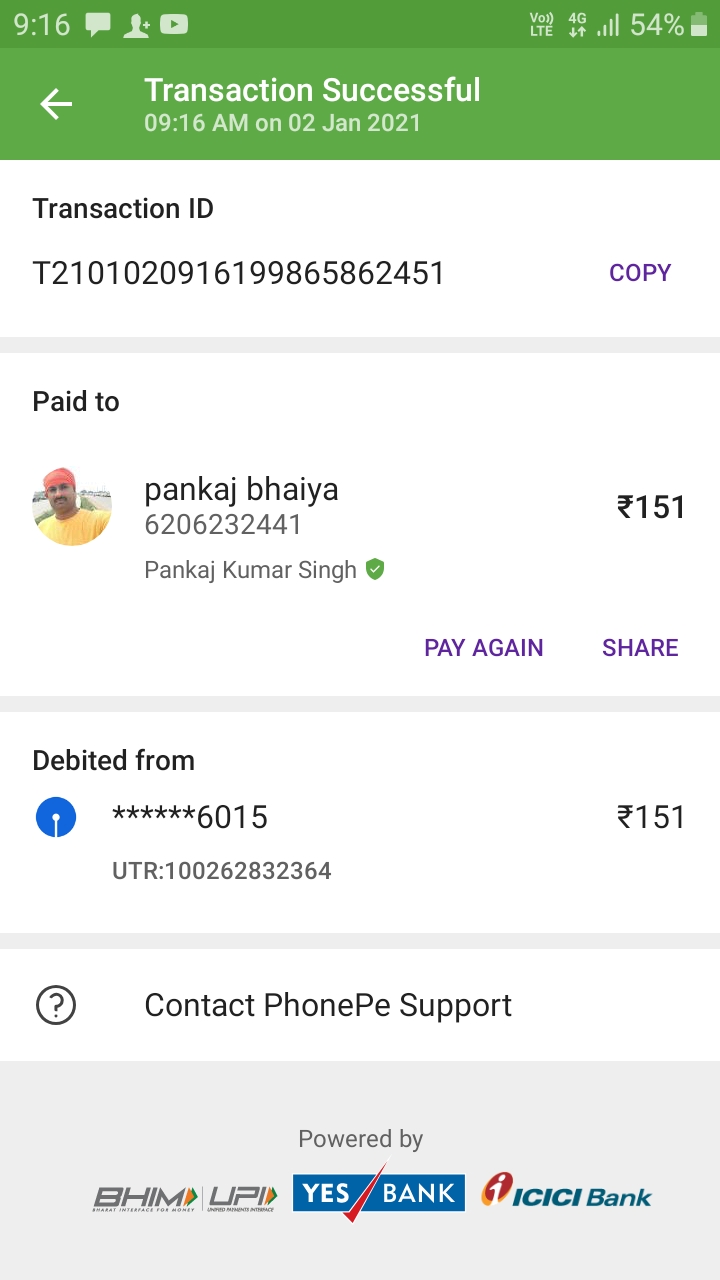 9:16 Vo)) LTE 4G 54%
Transaction Successful
09:16 AM on 02 Jan 2021
Transaction ID
T2101020916199865862451 COPY
Paid to
pankaj bhaiya
6206232441
₹151
Pankaj Kumar Singh
PAY AGAIN SHARE
Debited from
******6015 ₹151
UTR:100262832364
Contact PhonePe Support
Powered by
BHIM UPI YES BANK ICICI Bank
BHARAT INTERFACE FOR MONEY UNIFIED PAYMENTS INTERFACE